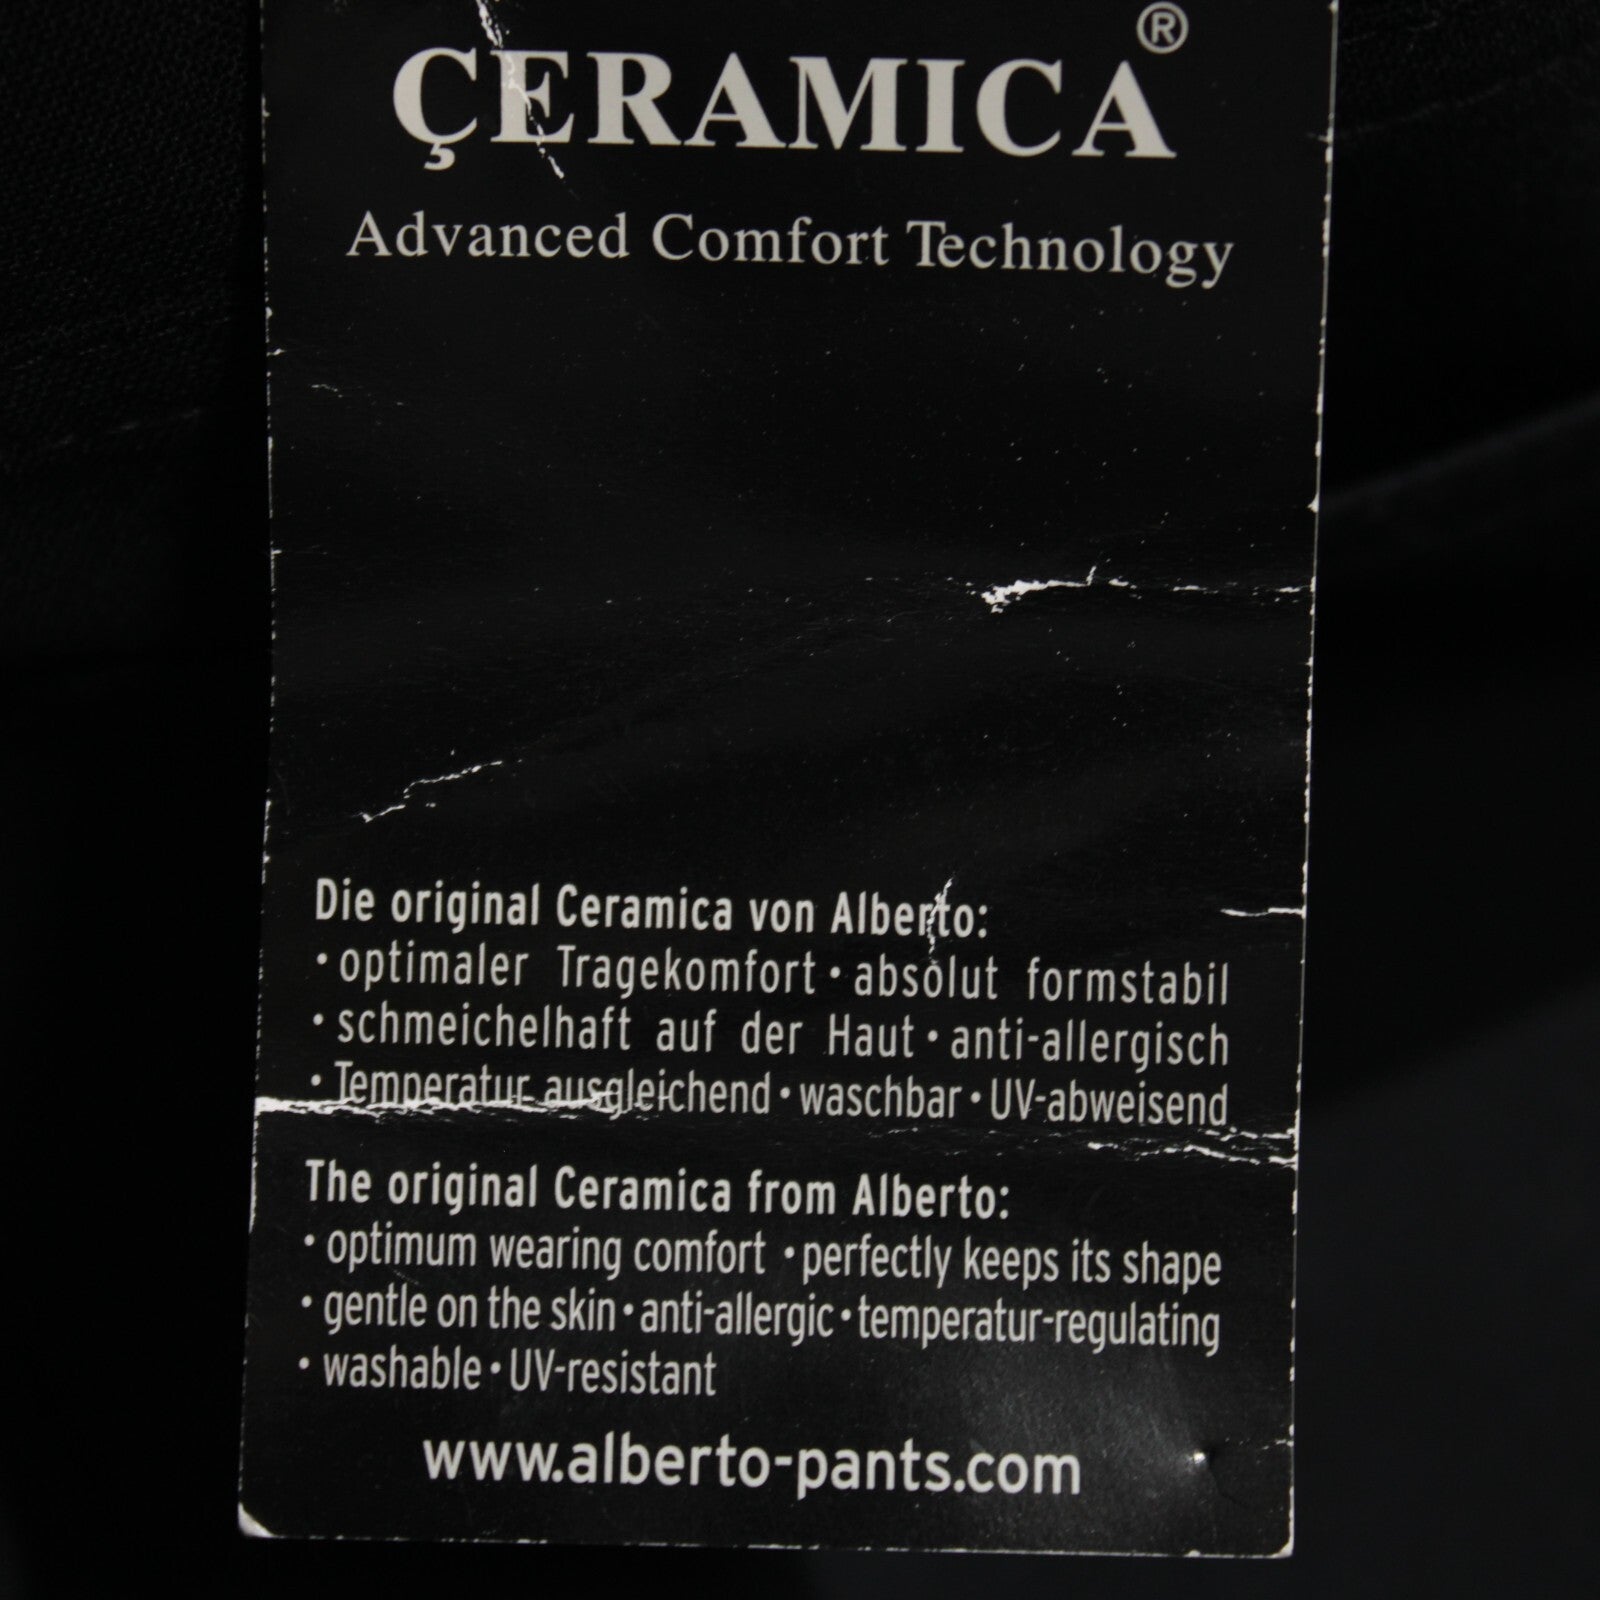 ÇERAMICA®
Advanced Comfort Technology
Die original Ceramica von Alberto:
• optimaler Tragekomfort • absolut formstabil
• schmeichelhaft auf der Haut • anti-allergisch
• Temperatur ausgleichend • waschbar • UV-abweisend
The original Ceramica from Alberto:
• optimum wearing comfort • perfectly keeps its shape
• gentle on the skin • anti-allergic • temperatur-regulating
• washable • UV-resistant
www.alberto-pants.com